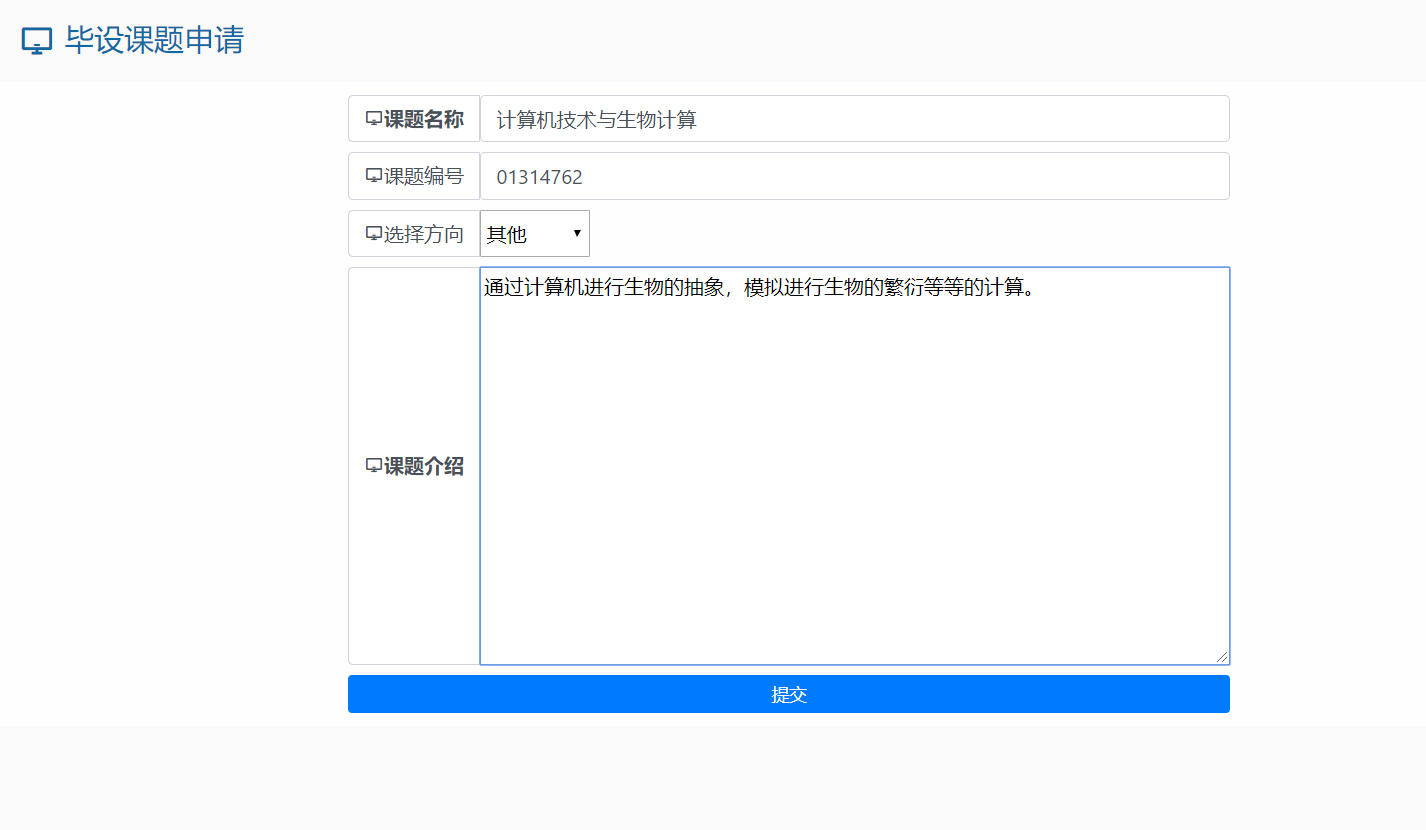 毕设课题申请
课题名称 计算机技术与生物计算
课题编号 01314762
选择方向 其他
通过计算机进行生物的抽象，模拟进行生物的繁衍等等的计算。
课题介绍
提交